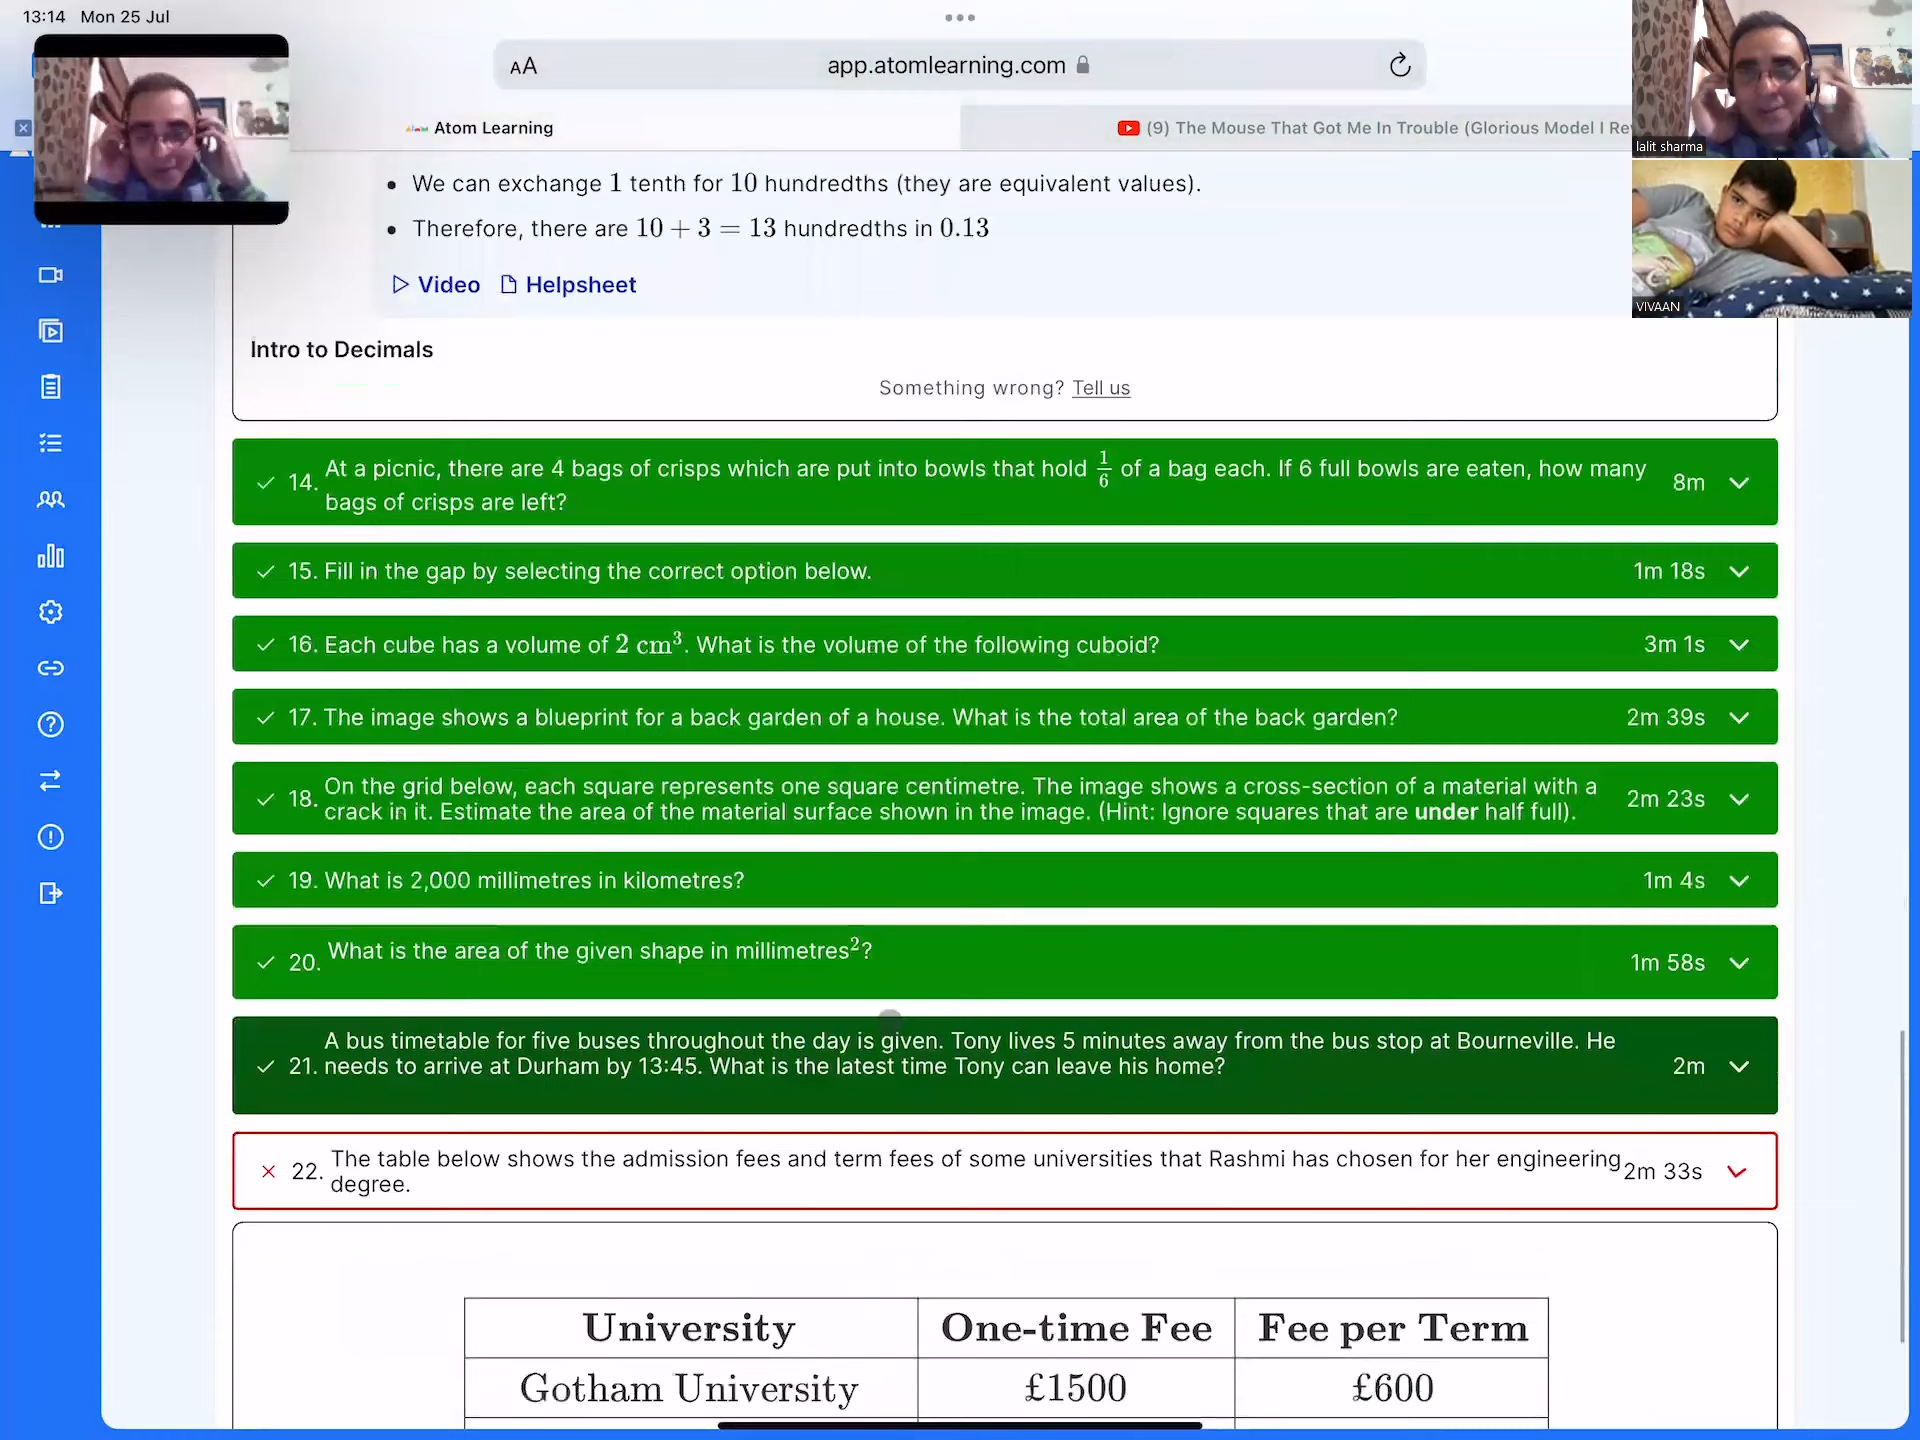 13:14 Mon 25 Jul
AA app.atomlearning.com
Atom Learning
(9) The Mouse That Got Me In Trouble (Glorious Model I Re
lalit sharma
VIVAAN
• We can exchange 1 tenth for 10 hundredths (they are equivalent values).
• Therefore, there are 10 + 3 = 13 hundredths in 0.13
Video Helpsheet
Intro to Decimals
Something wrong? Tell us
14. At a picnic, there are 4 bags of crisps which are put into bowls that hold 1/6 of a bag each. If 6 full bowls are eaten, how many
bags of crisps are left? 8m
15. Fill in the gap by selecting the correct option below. 1m 18s
16. Each cube has a volume of 2 cm³. What is the volume of the following cuboid? 3m 1s
17. The image shows a blueprint for a back garden of a house. What is the total area of the back garden? 2m 39s
18. On the grid below, each square represents one square centimetre. The image shows a cross-section of a material with a
crack in it. Estimate the area of the material surface shown in the image. (Hint: Ignore squares that are under half full). 2m 23s
19. What is 2,000 millimetres in kilometres? 1m 4s
20. What is the area of the given shape in millimetres²? 1m 58s
21. A bus timetable for five buses throughout the day is given. Tony lives 5 minutes away from the bus stop at Bourneville. He
needs to arrive at Durham by 13:45. What is the latest time Tony can leave his home? 2m
22. The table below shows the admission fees and term fees of some universities that Rashmi has chosen for her engineering
degree. 2m 33s
University One-time Fee Fee per Term
Gotham University £1500 £600